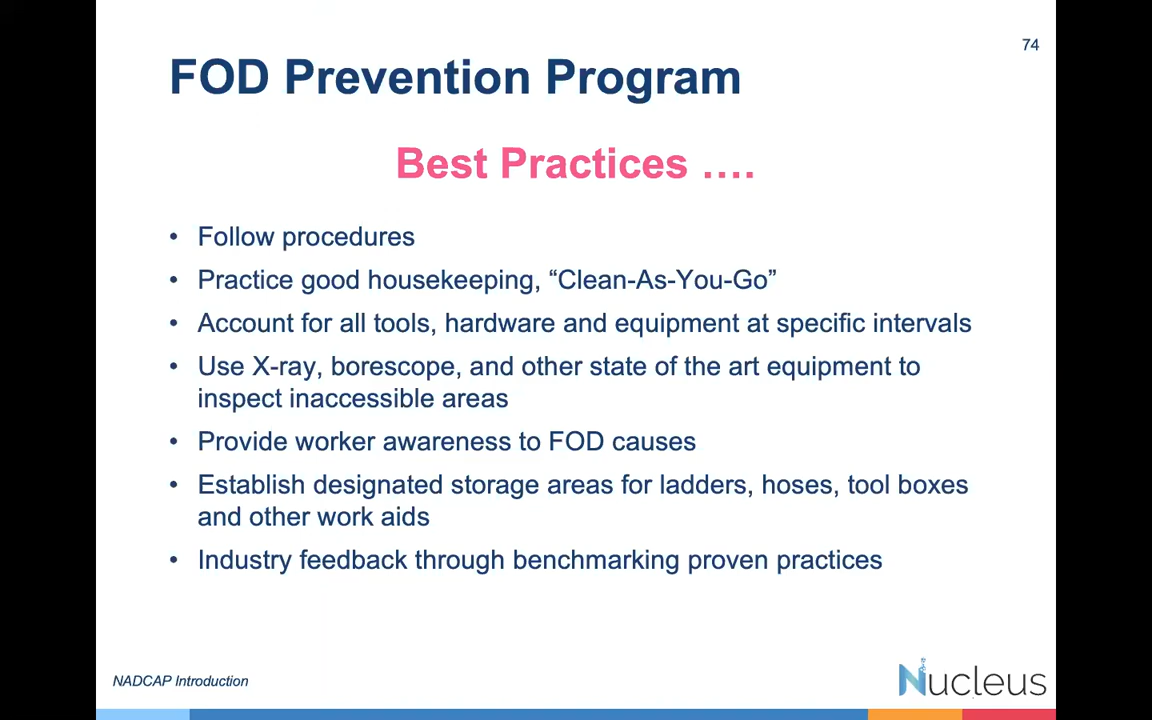 74
FOD Prevention Program
Best Practices ....
• Follow procedures
• Practice good housekeeping, “Clean-As-You-Go”
• Account for all tools, hardware and equipment at specific intervals
• Use X-ray, borescope, and other state of the art equipment to
inspect inaccessible areas
• Provide worker awareness to FOD causes
• Establish designated storage areas for ladders, hoses, tool boxes
and other work aids
• Industry feedback through benchmarking proven practices
NADCAP Introduction
Nucleus